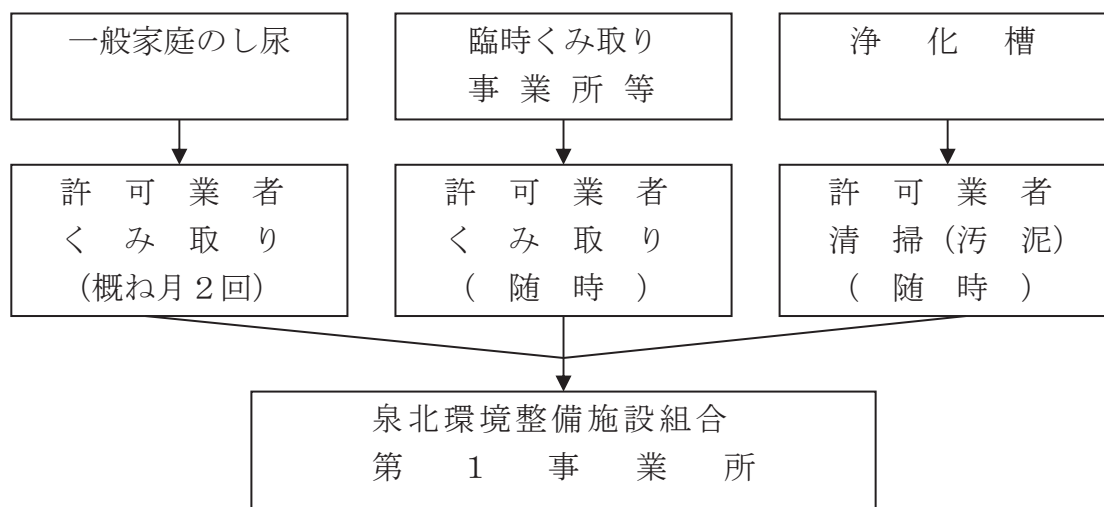 一般家庭のし尿
臨時くみ取り
事業所等
浄化槽
許可業者
くみ取り
(概ね月２回)
許可業者
くみ取り
(随時)
許可業者
清掃(汚泥)
(随時)
泉北環境整備施設組合
第１事業所